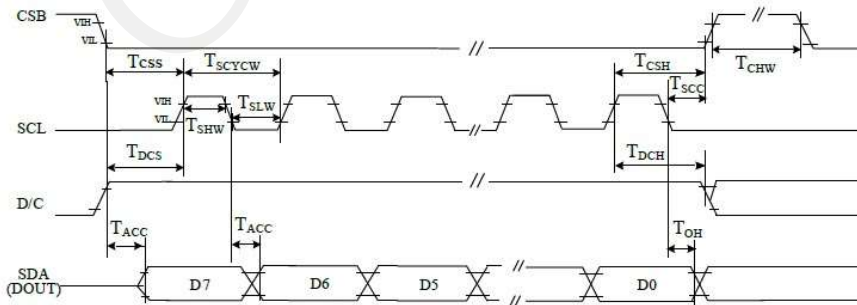 CSB
VIH
VIL
//
//
TCSS
TSCYCW
TCSH
TCHW
TSCC
VIH
VIL
TSHW
TSLW
SCL
//
TDCS
TDCH
//
D/C
TACC
TACC
TOH
SDA
(DOUT)
D7
D6
D5
//
//
D0